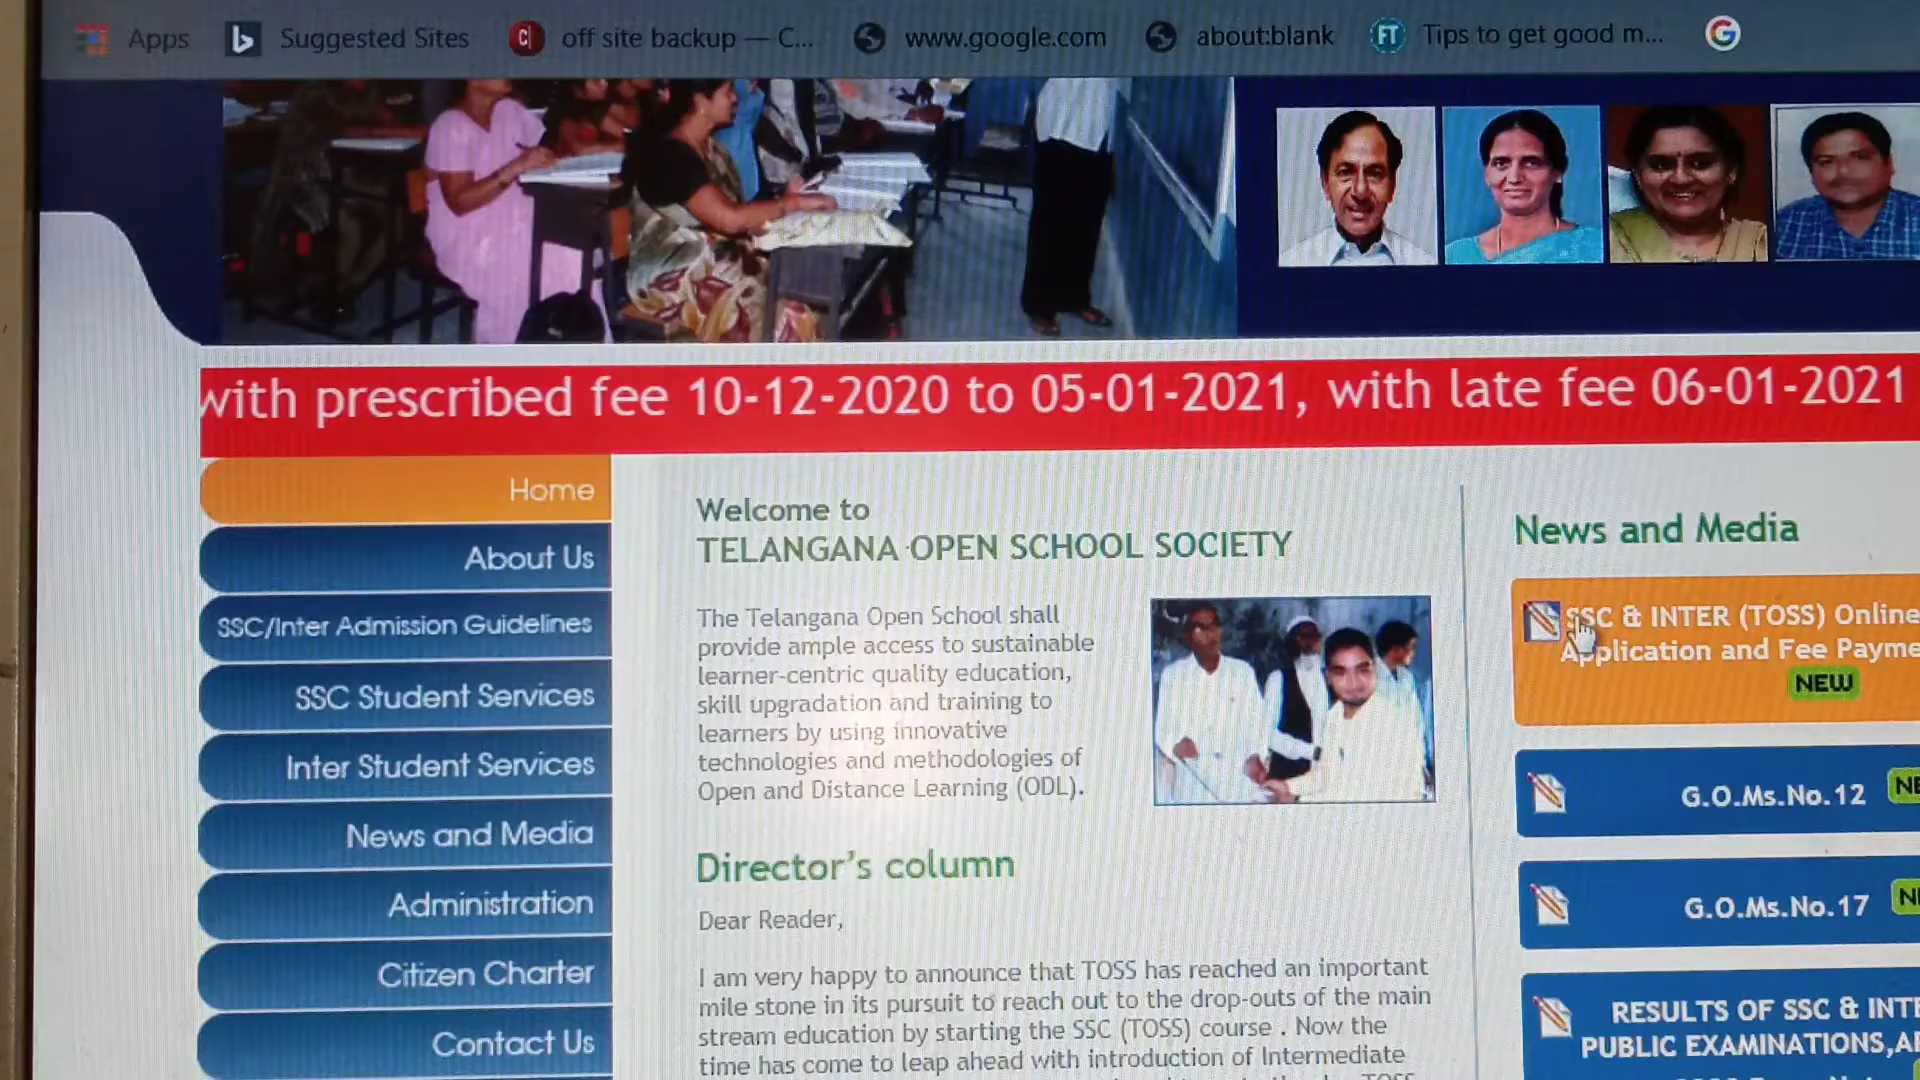 Apps
Suggested Sites
off site backup — C...
www.google.com
about:blank
FT
Tips to get good m...
G
with prescribed fee 10-12-2020 to 05-01-2021, with late fee 06-01-2021
Home
About Us
SSC/Inter Admission Guidelines
SSC Student Services
Inter Student Services
News and Media
Administration
Citizen Charter
Contact Us
Welcome to
TELANGANA OPEN SCHOOL SOCIETY
The Telangana Open School shall
provide ample access to sustainable
learner-centric quality education,
skill upgradation and training to
learners by using innovative
technologies and methodologies of
Open and Distance Learning (ODL).
Director's column
Dear Reader,
I am very happy to announce that TOSS has reached an important
mile stone in its pursuit to reach out to the drop-outs of the main
stream education by starting the SSC (TOSS) course . Now the
time has come to leap ahead with introduction of Intermediate
News and Media
SSC & INTER (TOSS) Online
Application and Fee Payme
NEW
G.O.Ms.No.12
G.O.Ms.No.17
RESULTS OF SSC & INTE
PUBLIC EXAMINATIONS,